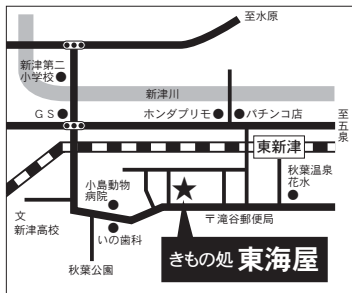 至水原
新津第二
小学校
新津川
GS
ホンダプリモ
パチンコ店
至五泉
東新津
秋葉温泉
花水
小島動物
病院
文
新津高校
いの歯科
〒滝谷郵便局
秋葉公園
きもの処 東海屋